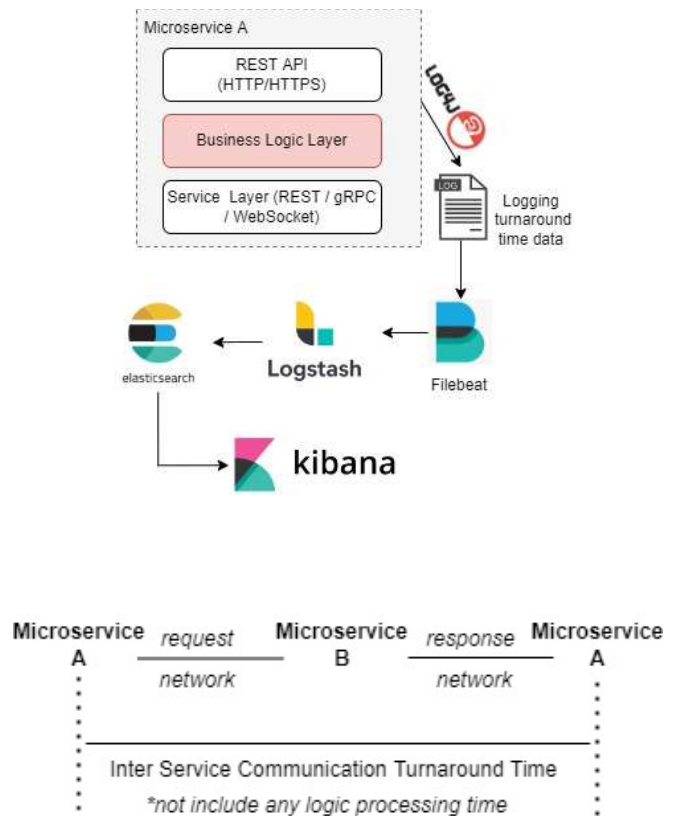 Microservice A
REST API
(HTTP/HTTPS)
Business Logic Layer
Service Layer (REST / gRPC
/ WebSocket)
LOG4J
LOG
Logging
turnaround
time data
elasticsearch
Logstash
Filebeat
kibana
Microservice
A
request
network
Microservice
B
response
network
Microservice
A
Inter Service Communication Turnaround Time
*not include any logic processing time